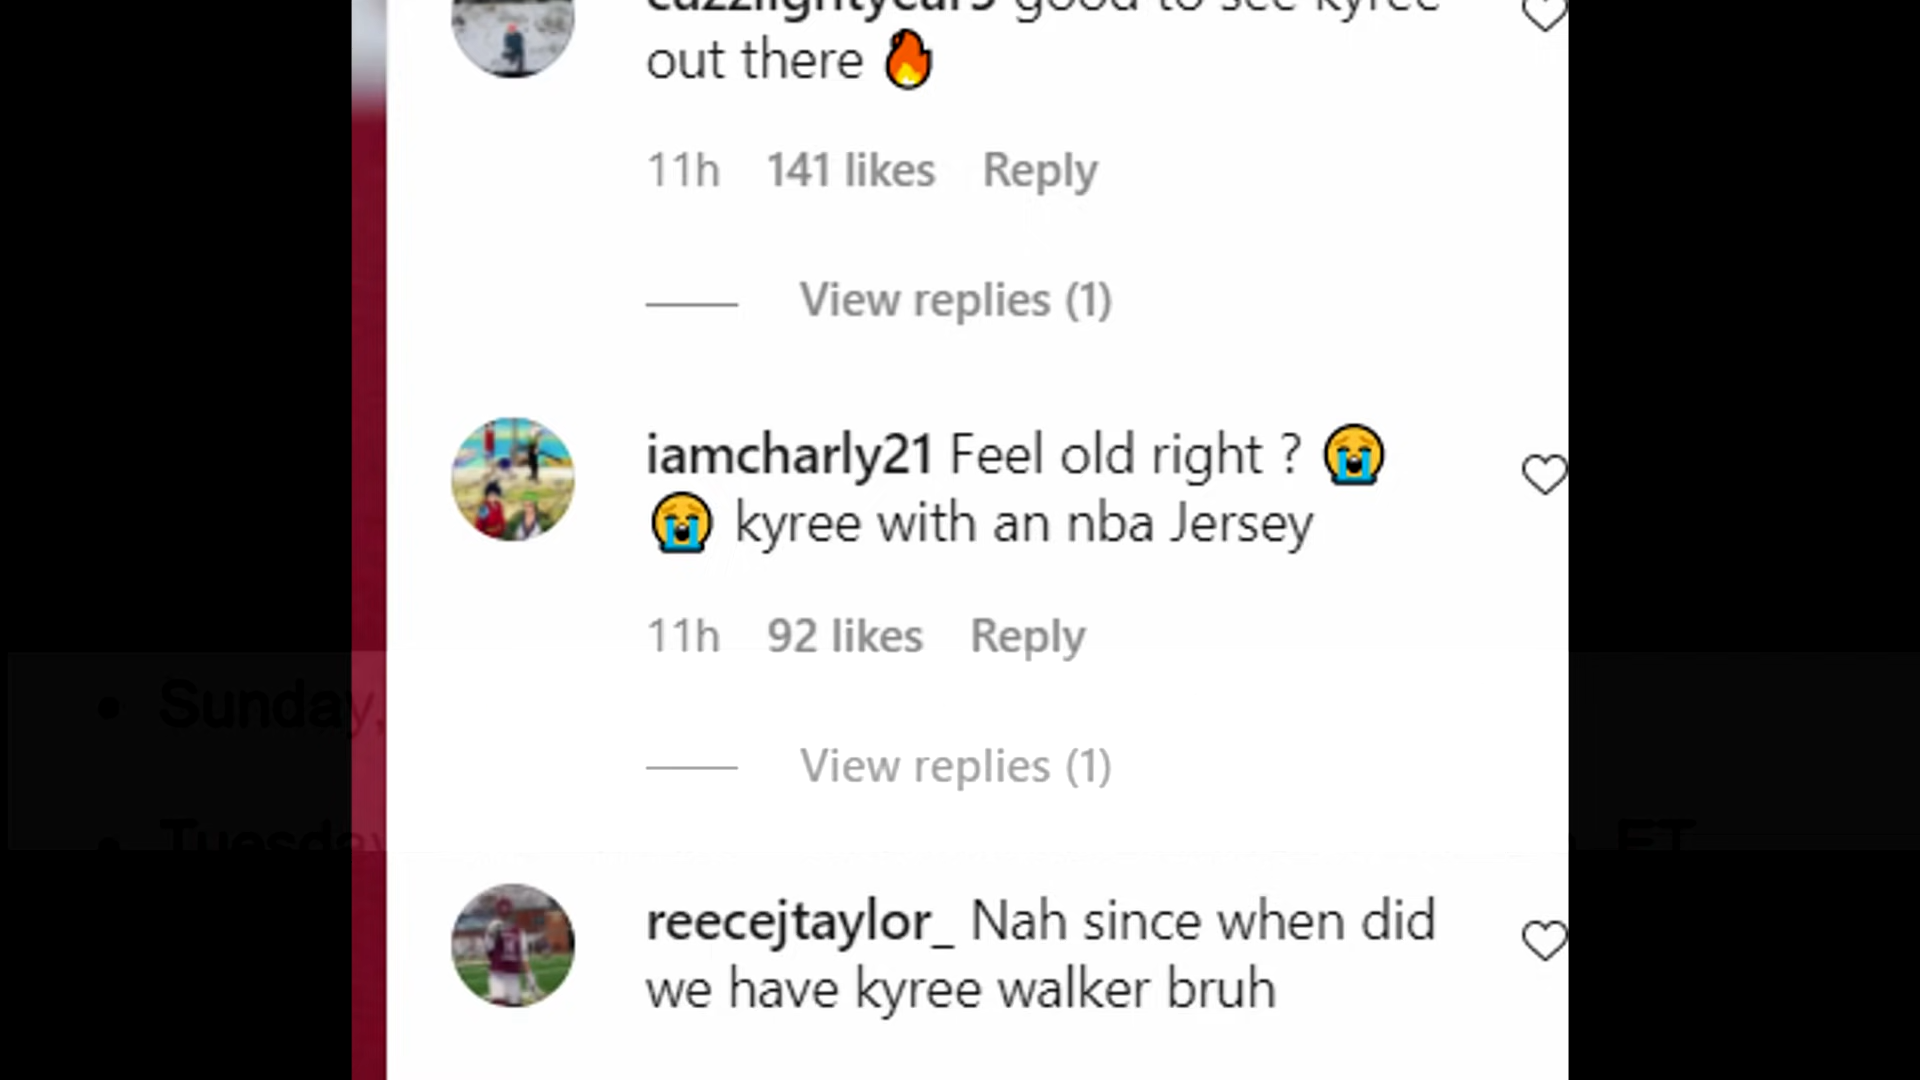 good to see kyree
out there 🔥
11h 141 likes Reply
View replies (1)
iamcharly21 Feel old right ? 😭
😭 kyree with an nba Jersey
11h 92 likes Reply
Sunday,
View replies (1)
Tuesday
ET
reecejtaylor_ Nah since when did
we have kyree walker bruh